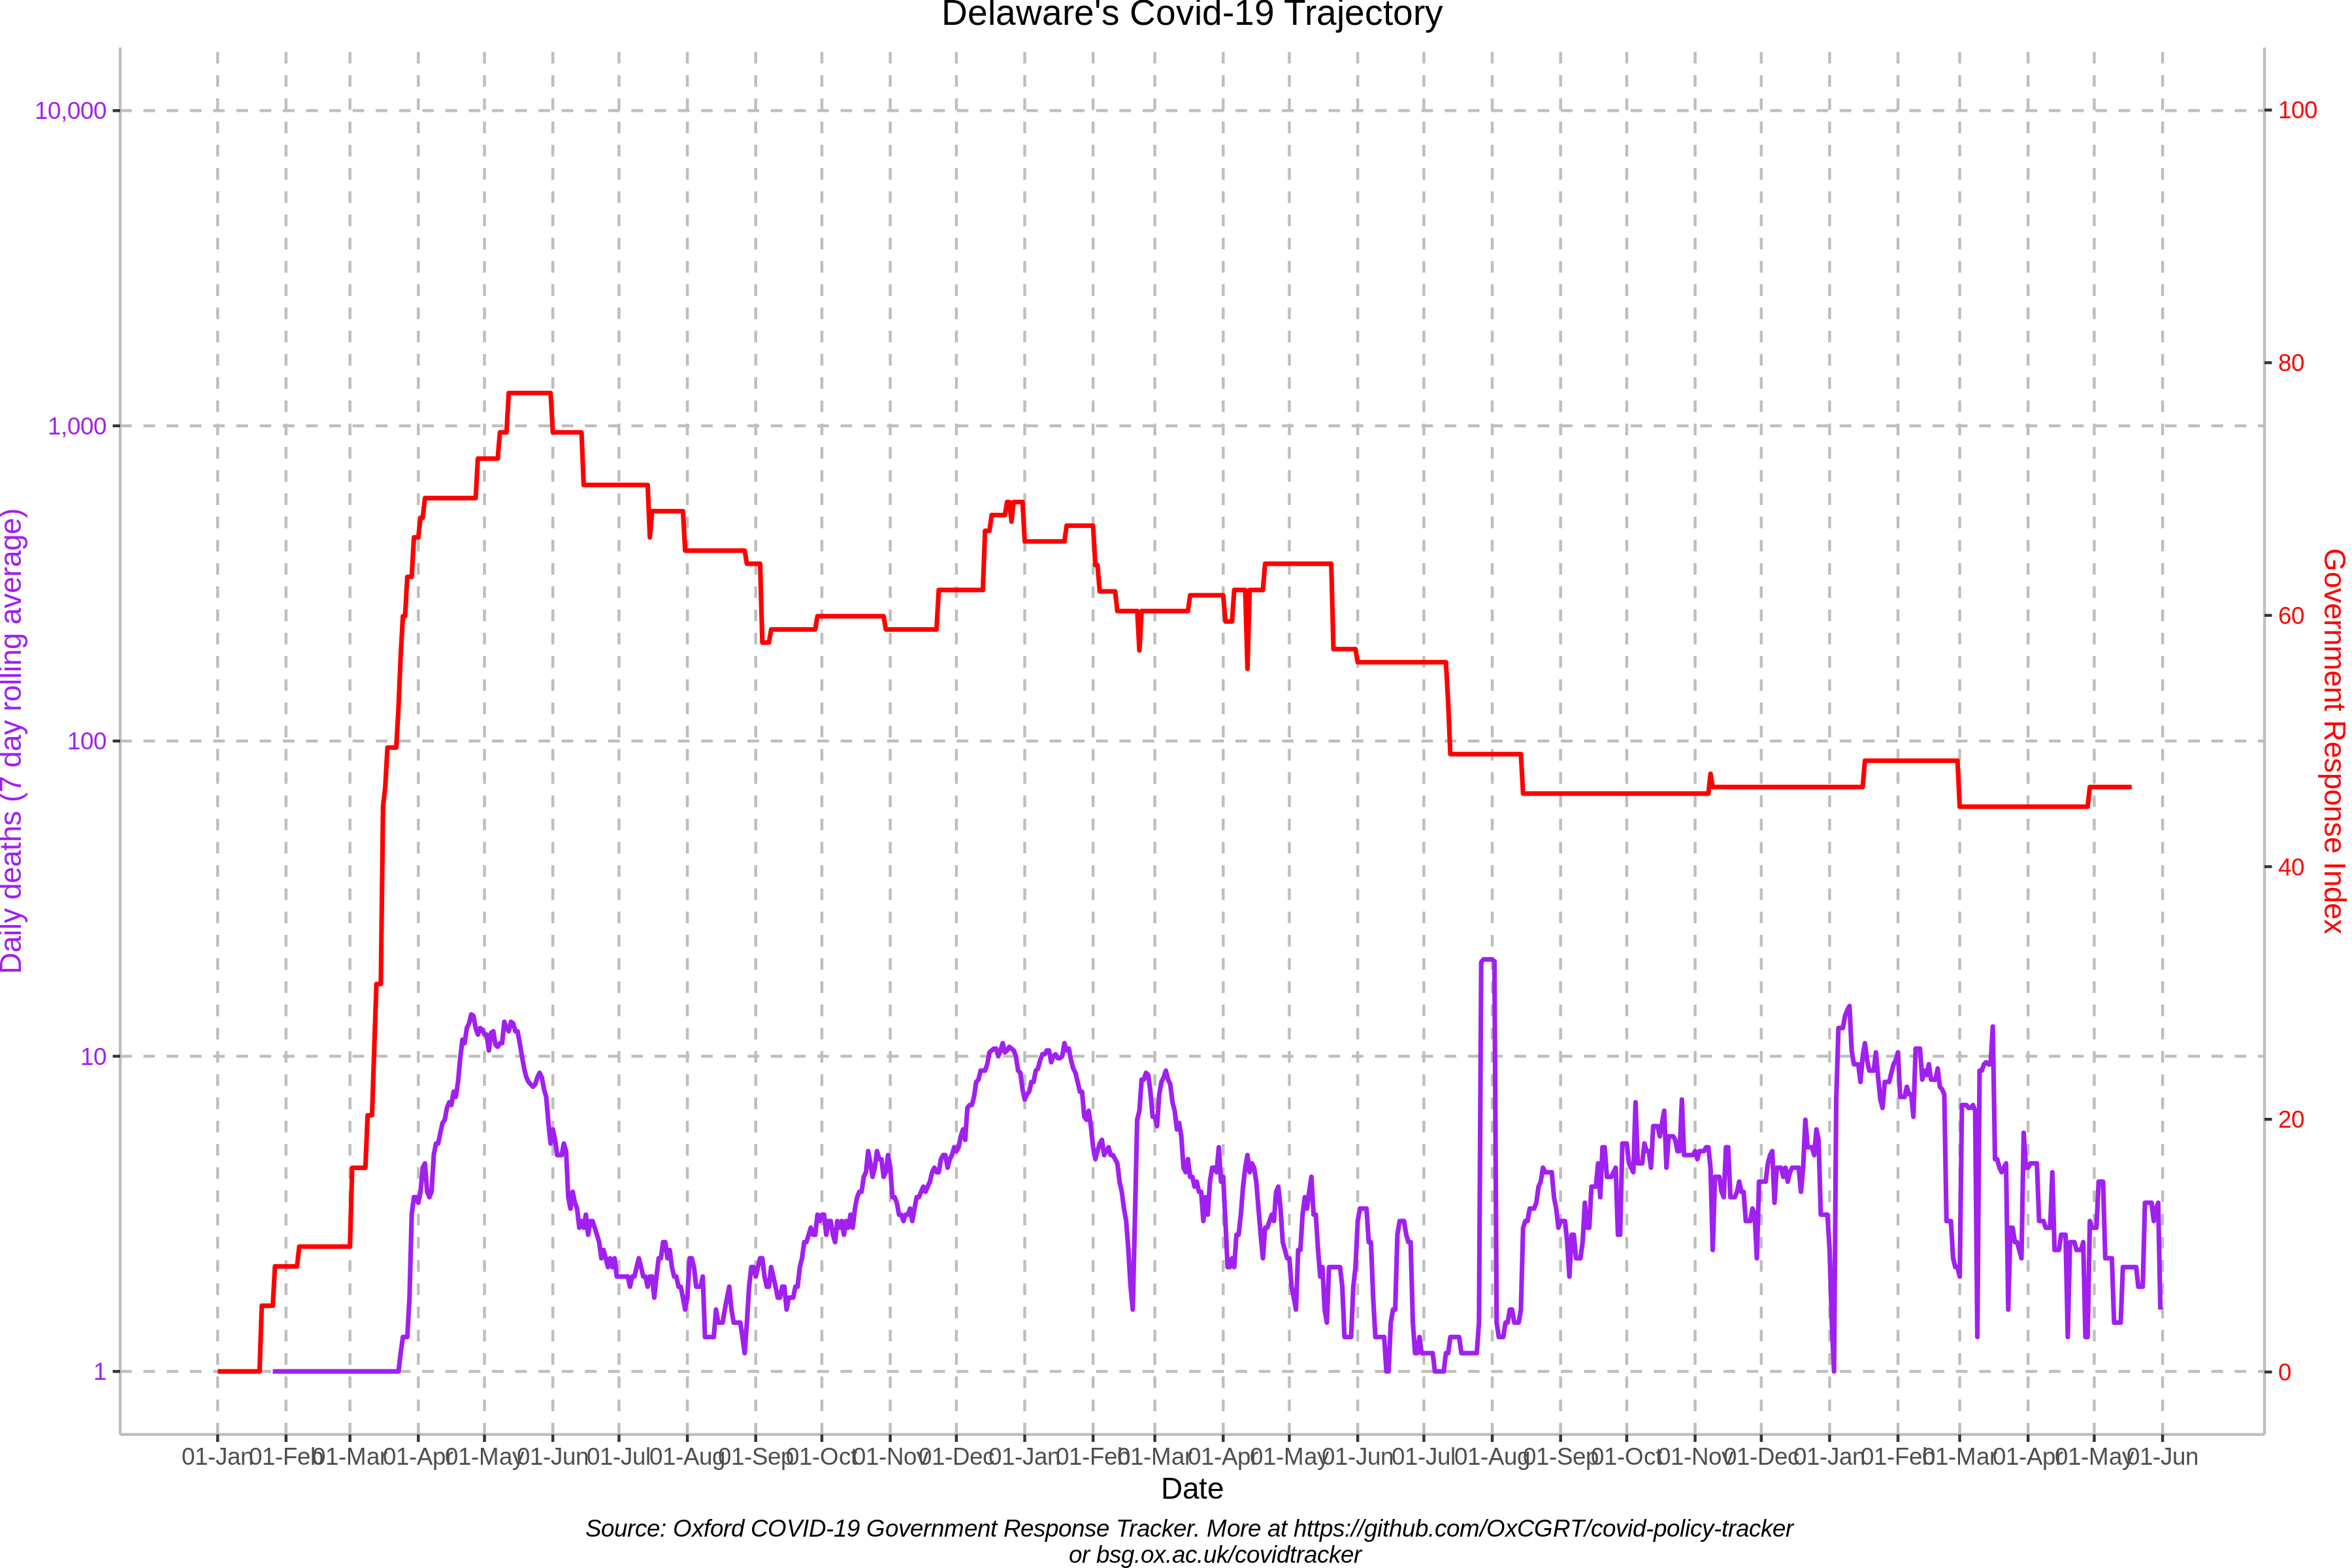 Delaware's Covid-19 Trajectory
10,000
1,000
100
10
1
Daily deaths (7 day rolling average)
100
80
60
40
20
0
Government Response Index
01-Jan 01-Feb 01-Mar 01-Apr 01-May 01-Jun 01-Jul 01-Aug 01-Sep 01-Oct 01-Nov 01-Dec 01-Jan 01-Feb 01-Mar 01-Apr 01-May 01-Jun 01-Jul 01-Aug 01-Sep 01-Oct 01-Nov 01-Dec 01-Jan 01-Feb 01-Mar 01-Apr 01-May 01-Jun
Date
Source: Oxford COVID-19 Government Response Tracker. More at https://github.com/OxCGRT/covid-policy-tracker
or bsg.ox.ac.uk/covidtracker